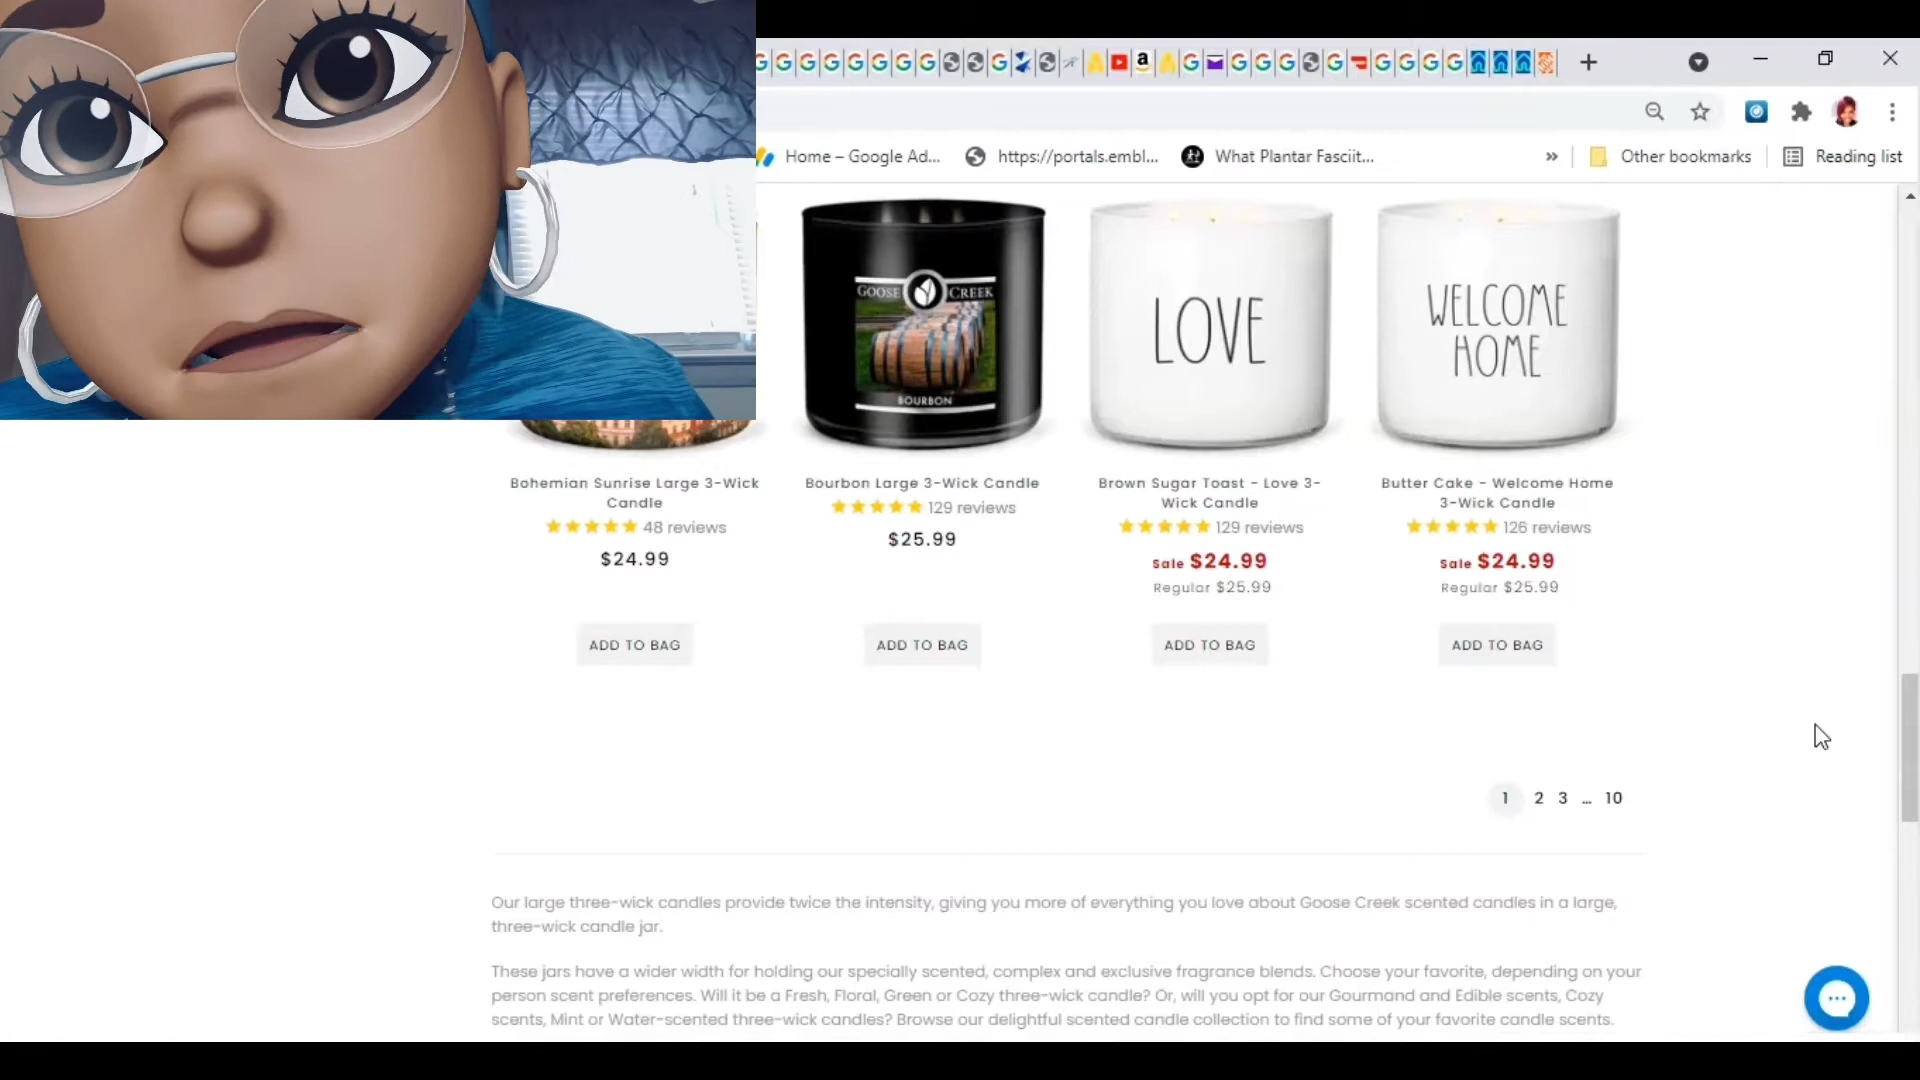 Home – Google Ad...
https://portals.embl...
What Plantar Fasciit...
»
Other bookmarks
Reading list
GOOSE CREEK
BOURBON
LOVE
WELCOME
HOME
Bohemian Sunrise Large 3-Wick
Candle
48 reviews
$24.99
ADD TO BAG
Bourbon Large 3-Wick Candle
129 reviews
$25.99
ADD TO BAG
Brown Sugar Toast - Love 3-
Wick Candle
129 reviews
Sale $24.99
Regular $25.99
ADD TO BAG
Butter Cake - Welcome Home
3-Wick Candle
126 reviews
Sale $24.99
Regular $25.99
ADD TO BAG
1 2 3 … 10
Our large three-wick candles provide twice the intensity, giving you more of everything you love about Goose Creek scented candles in a large,
three-wick candle jar.
These jars have a wider width for holding our specially scented, complex and exclusive fragrance blends. Choose your favorite, depending on your
person scent preferences. Will it be a Fresh, Floral, Green or Cozy three-wick candle? Or, will you opt for our Gourmand and Edible scents, Cozy
scents, Mint or Water-scented three-wick candles? Browse our delightful scented candle collection to find some of your favorite candle scents.